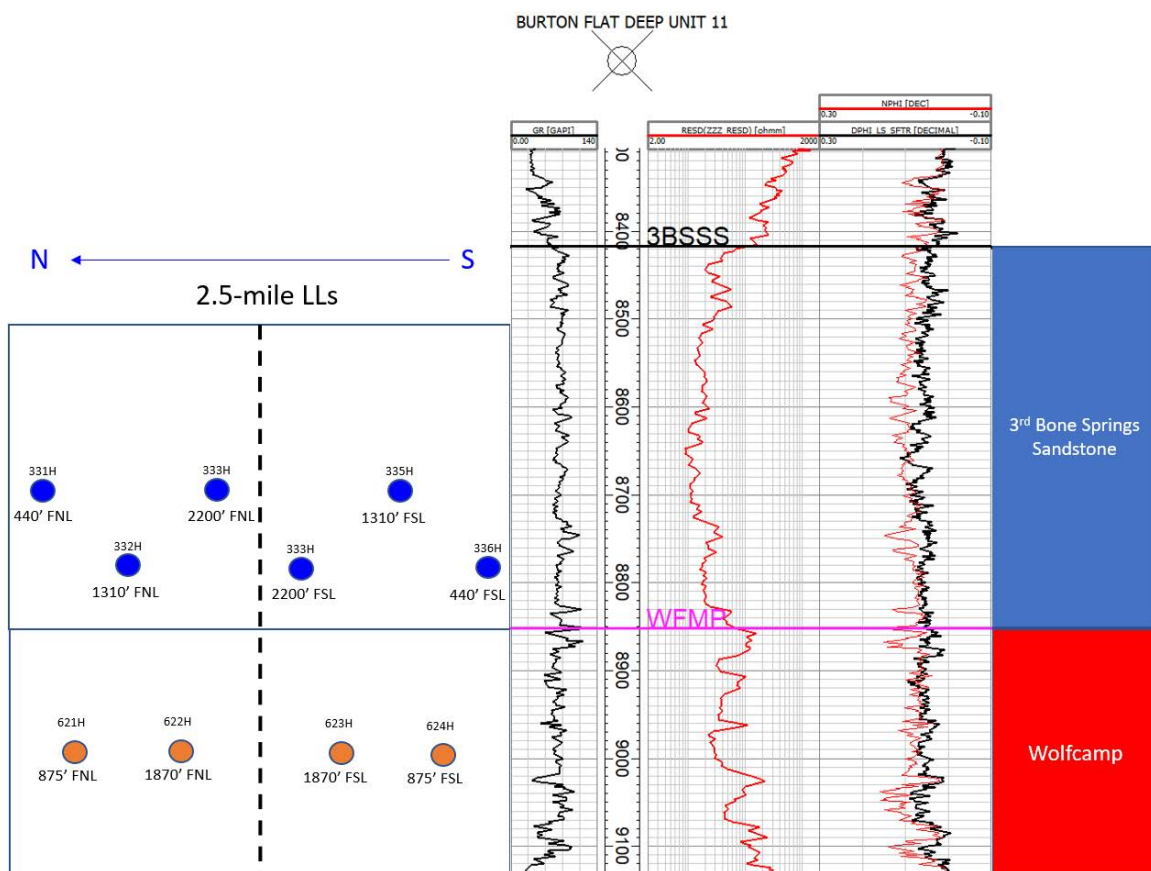 BURTON FLAT DEEP UNIT 11
NPHI [DEC]
0.30 -0.10
GR [GAPI]
0.00 140
RESD(ZZZ RESD) [ohmm]
2.00 2000
DPHI_LS_SFTR [DECIMAL]
0.30 -0.10
00
8400
3BSSS
N S
2.5-mile LLs
8500
8600
3rd Bone Springs
Sandstone
331H
440' FNL
333H
2200' FNL
335H
1310' FSL
8700
332H
1310' FNL
333H
2200' FSL
336H
440' FSL
8800
WFMP
8900
621H
875' FNL
622H
1870' FNL
623H
1870' FSL
624H
875' FSL
9000
Wolfcamp
9100